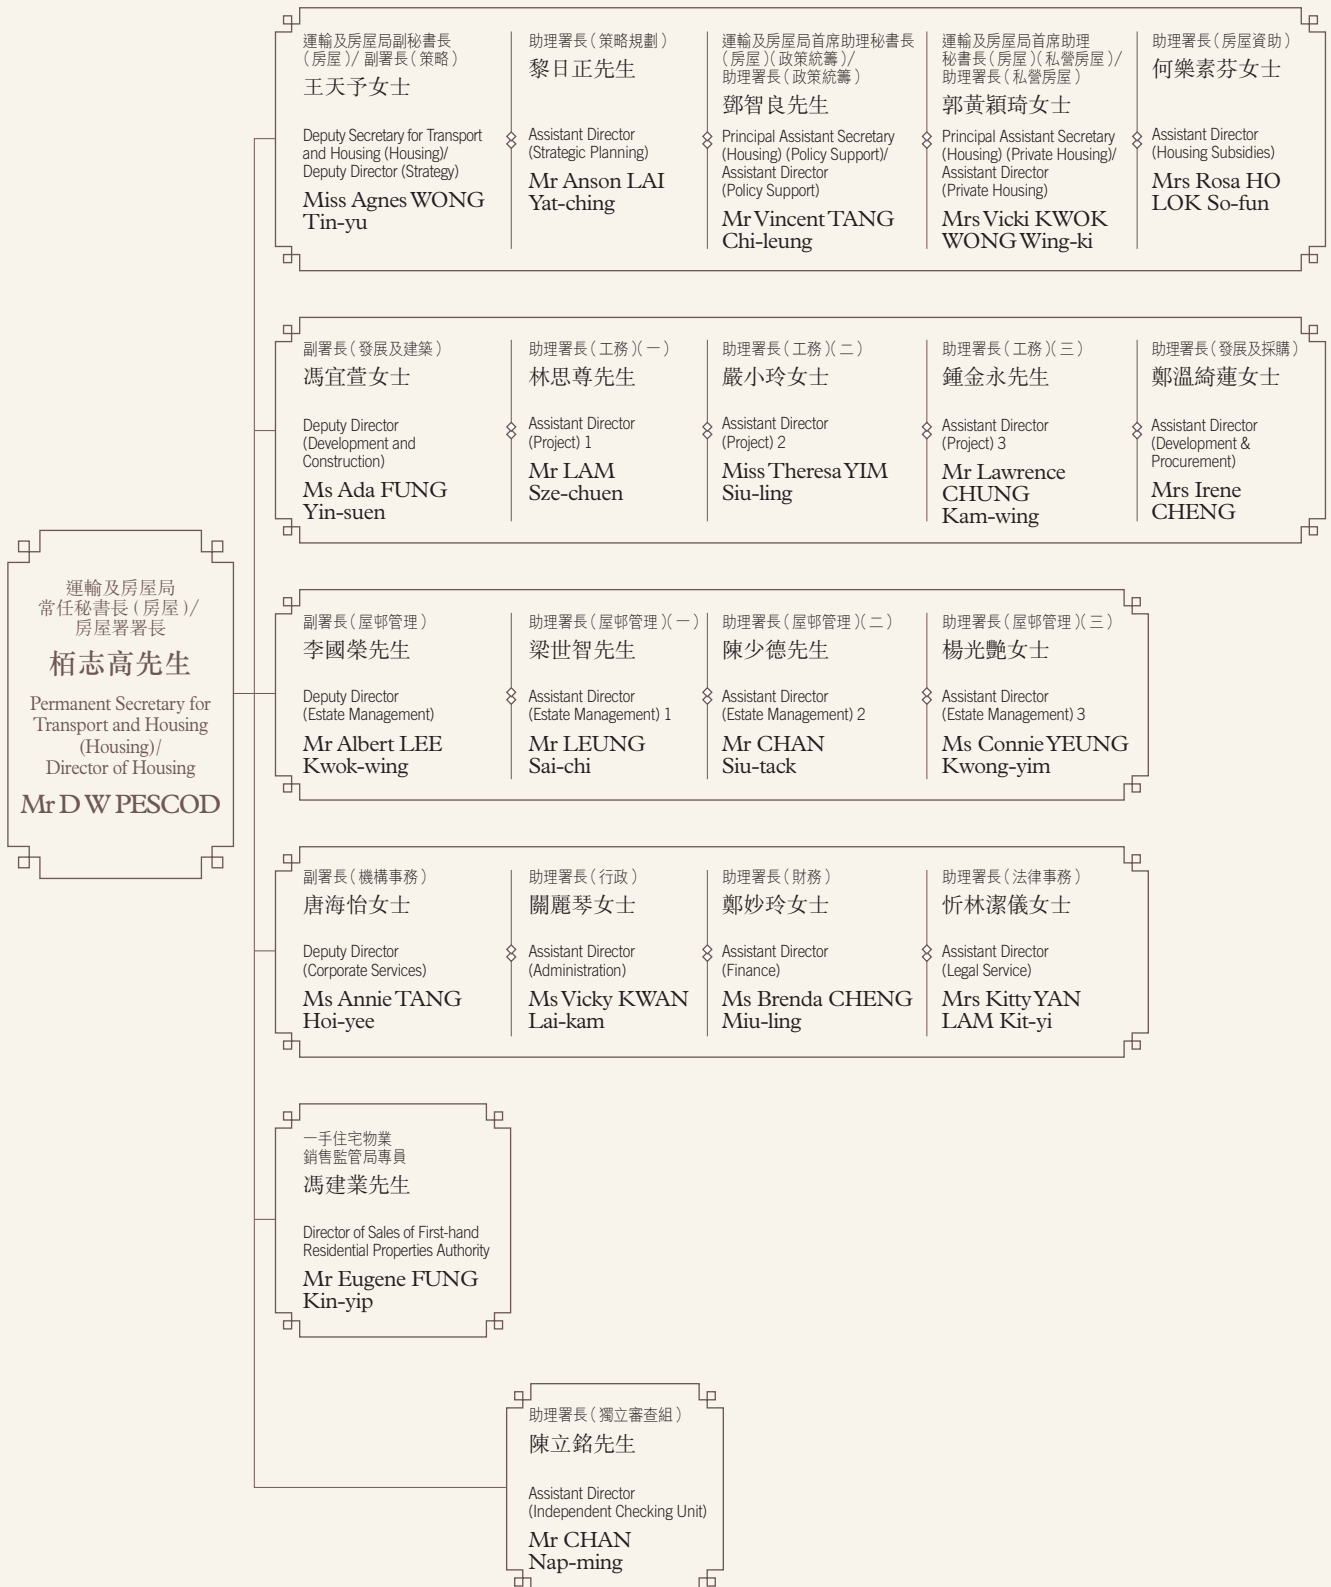 運輸及房屋局
常任秘書長(房屋)/
房屋署署長
栢志高先生
Permanent Secretary for
Transport and Housing
(Housing)/
Director of Housing
Mr D W PESCOD
運輸及房屋局副秘書長
(房屋)/ 副署長(策略)
王天予女士
Deputy Secretary for Transport
and Housing (Housing)/
Deputy Director (Strategy)
Miss Agnes WONG
Tin-yu
助理署長(策略規劃)
黎日正先生
Assistant Director
(Strategic Planning)
Mr Anson LAI
Yat-ching
運輸及房屋局首席助理秘書長
(房屋)(政策統籌)/
助理署長(政策統籌)
鄧智良先生
Principal Assistant Secretary
(Housing) (Policy Support)/
Assistant Director
(Policy Support)
Mr Vincent TANG
Chi-leung
運輸及房屋局首席助理
秘書長(房屋)(私營房屋)/
助理署長(私營房屋)
郭黃穎琦女士
Principal Assistant Secretary
(Housing) (Private Housing)/
Assistant Director
(Private Housing)
Mrs Vicki KWOK
WONG Wing-ki
助理署長(房屋資助)
何樂素芬女士
Assistant Director
(Housing Subsidies)
Mrs Rosa HO
LOK So-fun
副署長(發展及建築)
馮宜萱女士
Deputy Director
(Development and
Construction)
Ms Ada FUNG
Yin-suen
助理署長(工務)(一)
林思尊先生
Assistant Director
(Project) 1
Mr LAM
Sze-chuen
助理署長(工務)(二)
嚴小玲女士
Assistant Director
(Project) 2
Miss Theresa YIM
Siu-ling
助理署長(工務)(三)
鍾金永先生
Assistant Director
(Project) 3
Mr Lawrence
CHUNG
Kam-wing
助理署長(發展及採購)
鄭溫綺蓮女士
Assistant Director
(Development &
Procurement)
Mrs Irene
CHENG
副署長(屋邨管理)
李國榮先生
Deputy Director
(Estate Management)
Mr Albert LEE
Kwok-wing
助理署長(屋邨管理)(一)
梁世智先生
Assistant Director
(Estate Management) 1
Mr LEUNG
Sai-chi
助理署長(屋邨管理)(二)
陳少德先生
Assistant Director
(Estate Management) 2
Mr CHAN
Siu-tack
助理署長(屋邨管理)(三)
楊光艷女士
Assistant Director
(Estate Management) 3
Ms Connie YEUNG
Kwong-yim
副署長(機構事務)
唐海怡女士
Deputy Director
(Corporate Services)
Ms Annie TANG
Hoi-yee
助理署長(行政)
關麗琴女士
Assistant Director
(Administration)
Ms Vicky KWAN
Lai-kam
助理署長(財務)
鄭妙玲女士
Assistant Director
(Finance)
Ms Brenda CHENG
Miu-ling
助理署長(法律事務)
忻林潔儀女士
Assistant Director
(Legal Service)
Mrs Kitty YAN
LAM Kit-yi
一手住宅物業
銷售監管局專員
馮建業先生
Director of Sales of First-hand
Residential Properties Authority
Mr Eugene FUNG
Kin-yip
助理署長(獨立審查組)
陳立銘先生
Assistant Director
(Independent Checking Unit)
Mr CHAN
Nap-ming